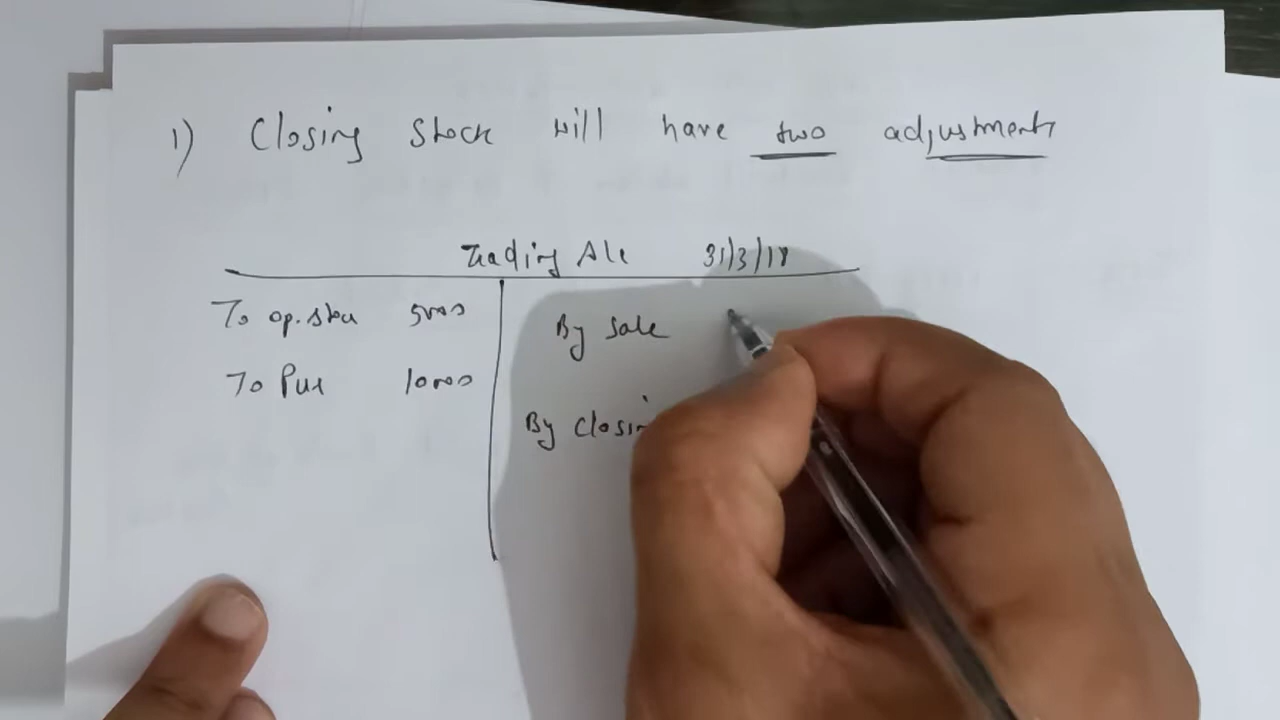 1) Closing Stock will have two adjustments
Trading A/c 31/3/18
To op. stock 5000
By Sale
To Pur 10000
By Closin